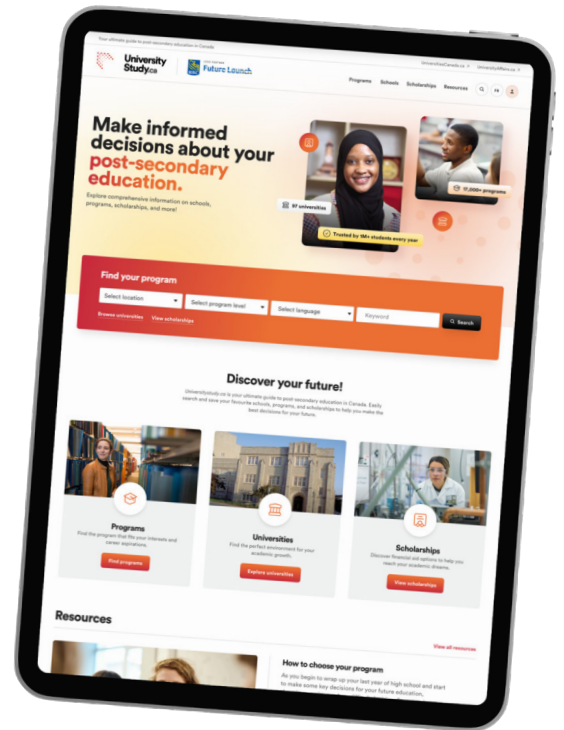 Your ultimate guide to post-secondary education in Canada
UniversitiesCanada.ca
UniversityAffairs.ca
University
Study.ca
RBC
Future Launch
Programs
Schools
Scholarships
Resources
FR
Make informed
decisions about your
post-secondary
education.
Explore comprehensive information on schools,
programs, scholarships, and more!
17,000+ programs
97 universities
Trusted by 1M+ students every year
Find your program
Select location
Select program level
Select language
Keyword
Search
Browse universities
View scholarships
Discover your future!
Universitystudy.ca is your ultimate guide to post-secondary education in Canada. Easily
search and save your favourite schools, programs, and scholarships to help you make the
best decisions for your future.
Programs
Find the program that fits your interests and
career aspirations.
Find programs
Universities
Find the perfect environment for your
academic growth.
Explore universities
Scholarships
Discover financial aid options to help you
reach your academic dreams.
View scholarships
Resources
View all resources
How to choose your program
As you begin to wrap up your last year of high school and start
to make some key decisions for your future education,